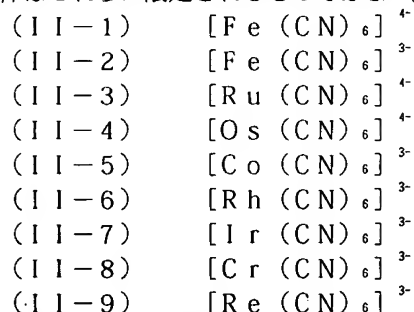 (II-1) [Fe(CN)₆]⁴⁻
(II-2) [Fe(CN)₆]³⁻
(II-3) [Ru(CN)₆]⁴⁻
(II-4) [Os(CN)₆]⁴⁻
(II-5) [Co(CN)₆]³⁻
(II-6) [Rh(CN)₆]³⁻
(II-7) [Ir(CN)₆]³⁻
(II-8) [Cr(CN)₆]³⁻
(II-9) [Re(CN)₆]³⁻